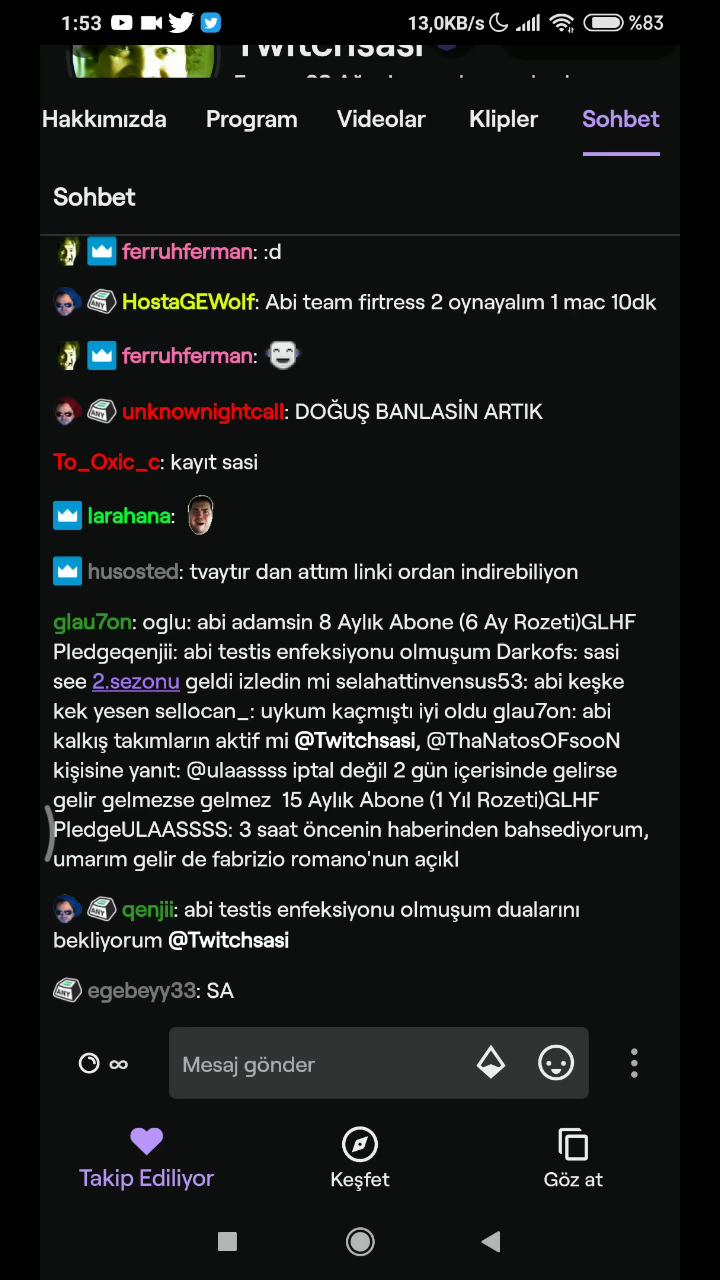 1:53
13,0KB/s
%83
Twitchsasi
Hakkımızda Program Videolar Klipler Sohbet
Sohbet
ferruhferman: :d
HostaGEWolf: Abi team firtress 2 oynayalım 1 mac 10dk
ferruhferman:
unknownightcall: DOĞUŞ BANLASİN ARTIK
To_Oxic_c: kayıt sasi
larahana:
husosted: tvaytır dan attım linki ordan indirebiliyon
glau7on: oglu: abi adamsin 8 Aylık Abone (6 Ay Rozeti)GLHF
Pledgeqenjii: abi testis enfeksiyonu olmuşum Darkofs: sasi
see 2.sezonu geldi izledin mi selahattinvensus53: abi keşke
kek yesen sellocan_: uykum kaçmıştı iyi oldu glau7on: abi
kalkış takımların aktif mi @Twitchsasi, @ThaNatosOFsooN
kişisine yanıt: @ulaassss iptal değil 2 gün içerisinde gelirse
gelir gelmezse gelmez  15 Aylık Abone (1 Yıl Rozeti)GLHF
PledgeULAASSSS: 3 saat öncenin haberinden bahsediyorum,
umarım gelir de fabrizio romano'nun açıkl
ANY qenjii: abi testis enfeksiyonu olmuşum dualarını
bekliyorum @Twitchsasi
ANY egebeyy33: SA
Mesaj gönder
Takip Ediliyor Keşfet Göz at